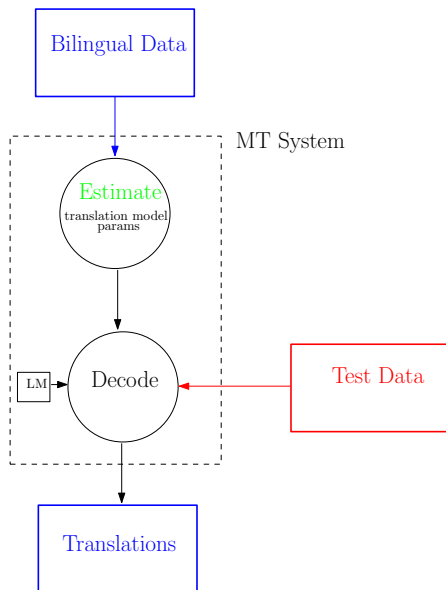 Bilingual Data
MT System
Estimate
translation model
params
LM
Decode
Test Data
Translations